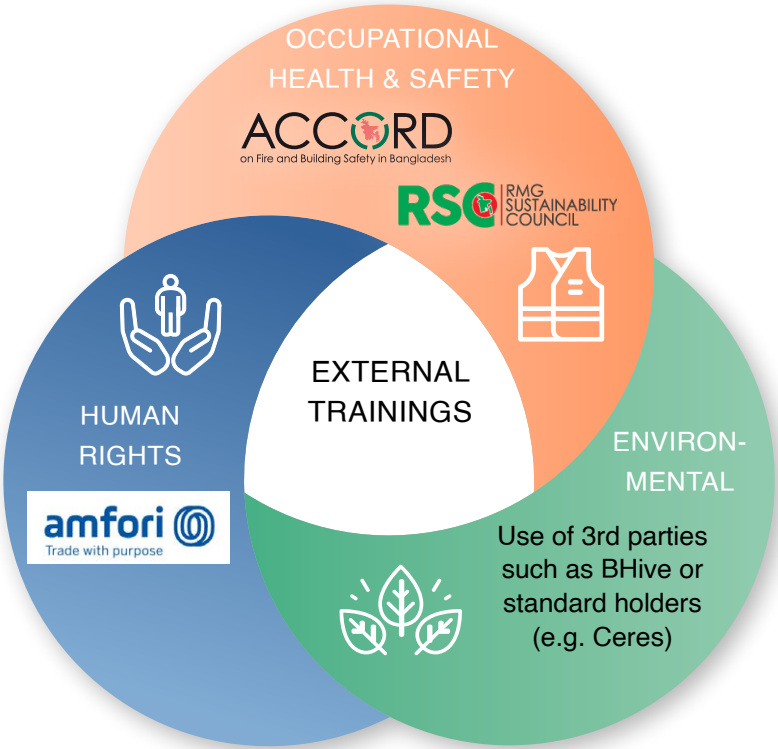 OCCUPATIONAL
HEALTH & SAFETY
ACCORD
on Fire and Building Safety in Bangladesh
RSC
RMG
SUSTAINABILITY
COUNCIL
EXTERNAL
TRAININGS
HUMAN
RIGHTS
amfori
Trade with purpose
ENVIRON-
MENTAL
Use of 3rd parties
such as BHive or
standard holders
(e.g. Ceres)